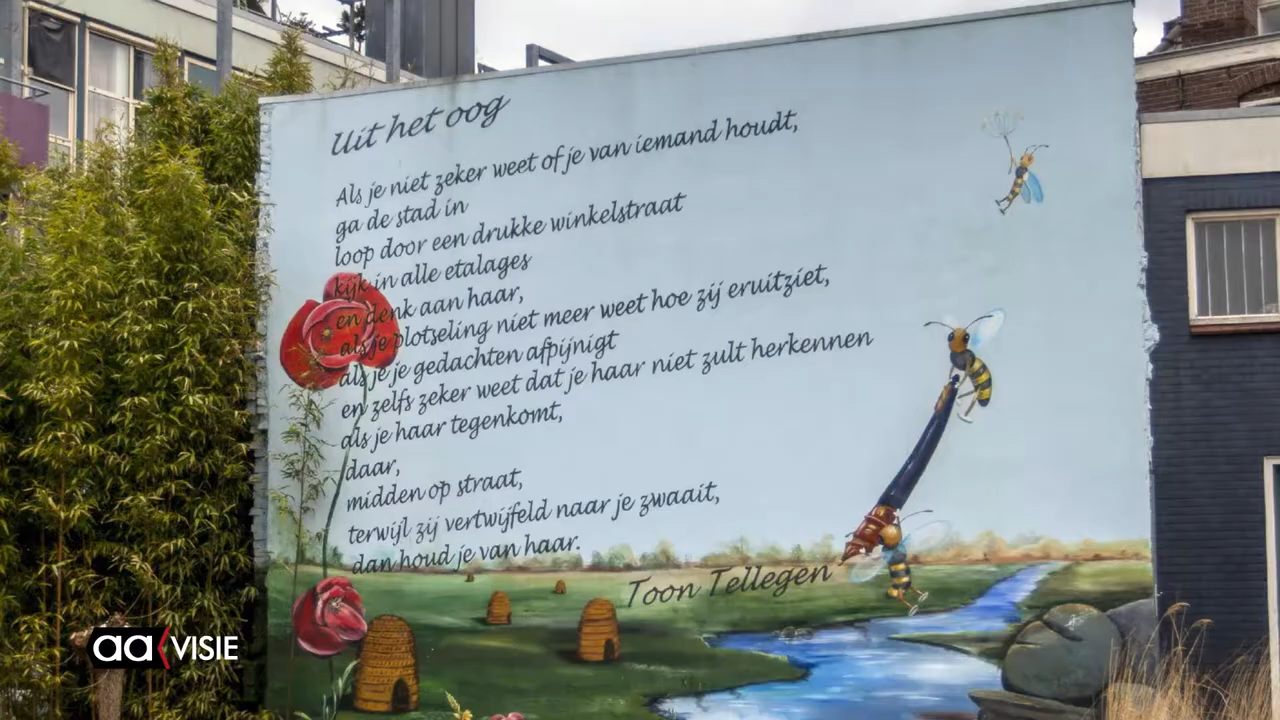 Uit het oog
Als je niet zeker weet of je van iemand houdt,
ga de stad in
loop door een drukke winkelstraat
kijk in alle etalages
en denk aan haar,
als je plotseling niet meer weet hoe zij eruitziet,
als je je gedachten afpijnigt
en zelfs zeker weet dat je haar niet zult herkennen
als je haar tegenkomt,
daar,
midden op straat,
terwijl zij vertwijfeld naar je zwaait,
dan houd je van haar.
Toon Tellegen
aa VISIE